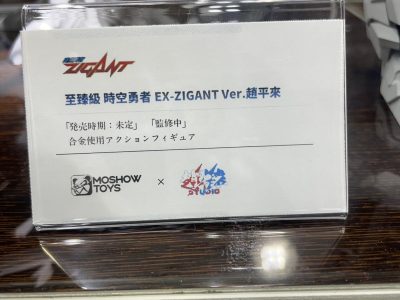 ZIGANT
至臻級 時空勇者 EX-ZIGANT Ver.趙平來
「発売時期：未定」「監修中」
合金使用アクションフィギュア
MOSHOW TOYS × STUDIO